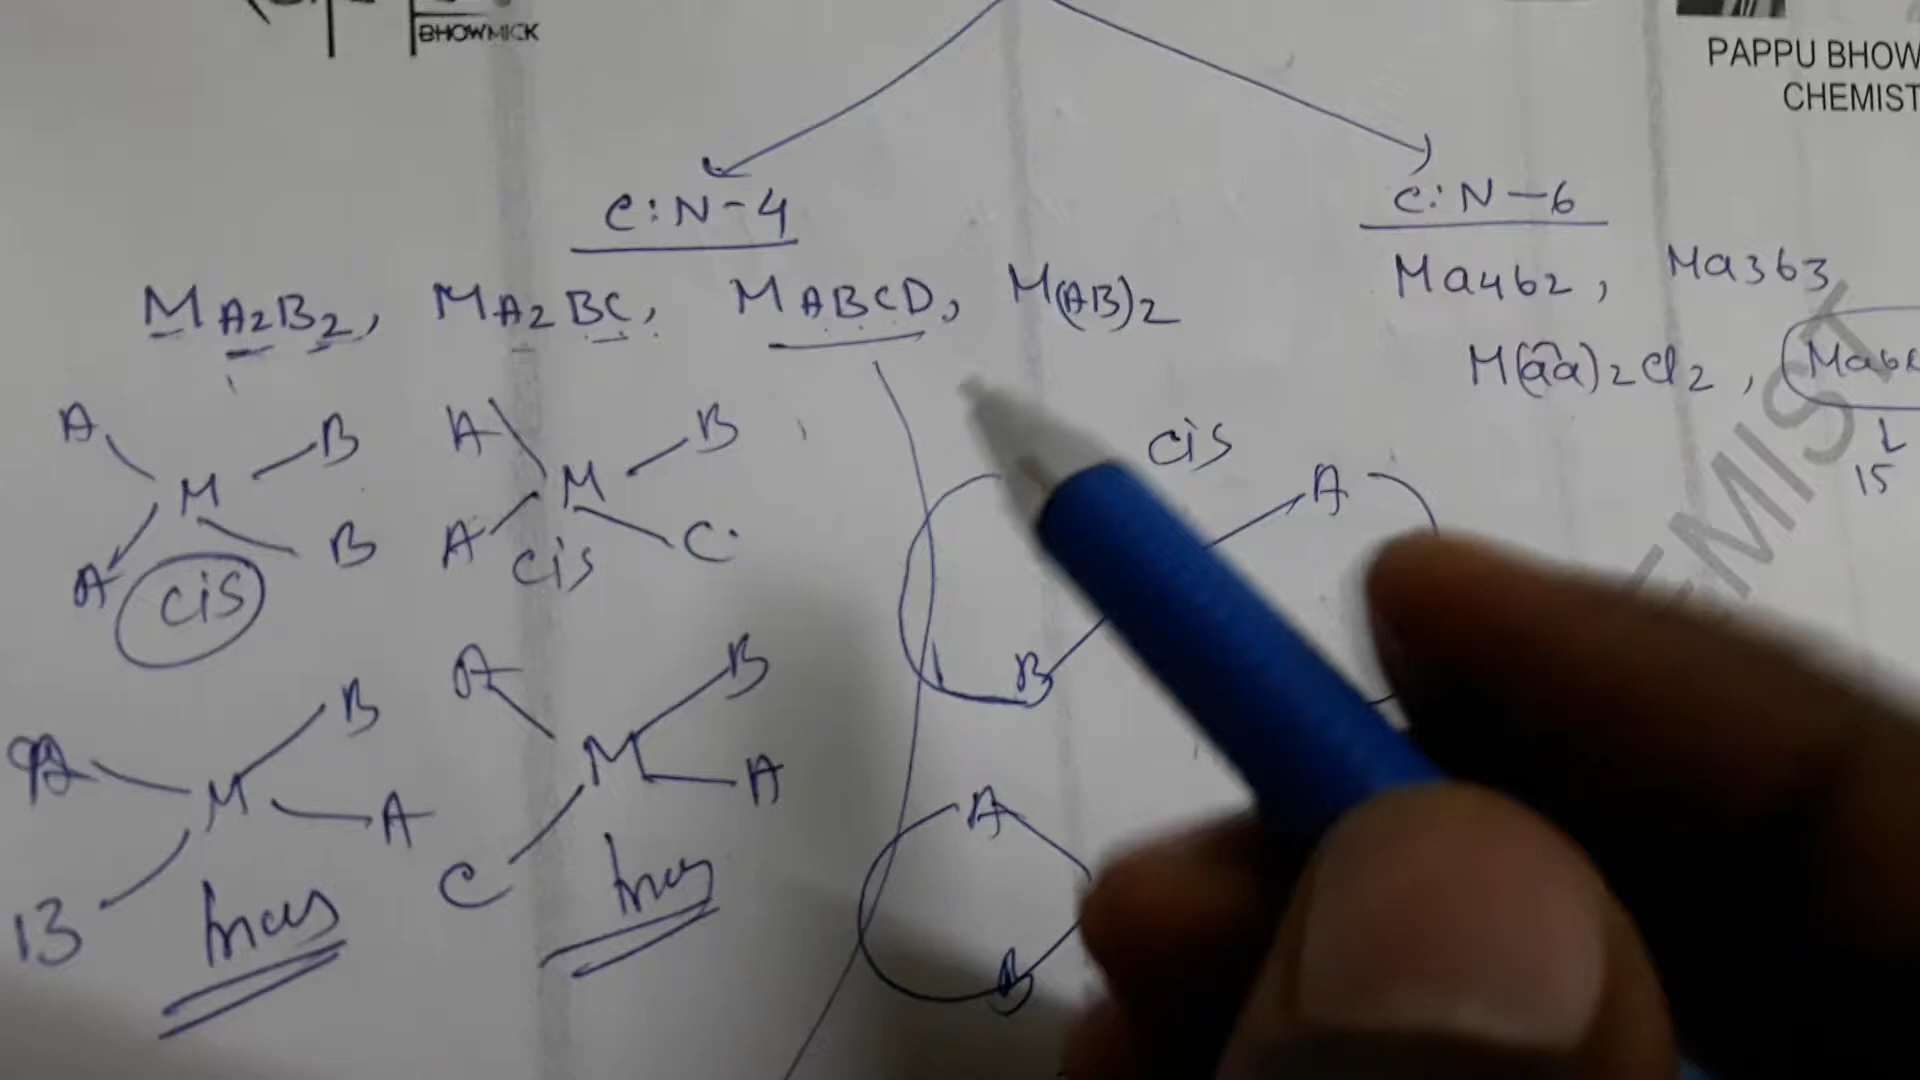 BHOWMICK
PAPPU BHOW
CHEMIST
C:N-4
C:N-6
MA2B2, MA2BC, MABCD, M(AB)2
Ma4b2, Ma3b3
M(aa)2Cl2,
15
A B A B cis A
M M
A B A C.
cis cis
B
A B A B
M A M A A
B trans C trans
B
EMIST